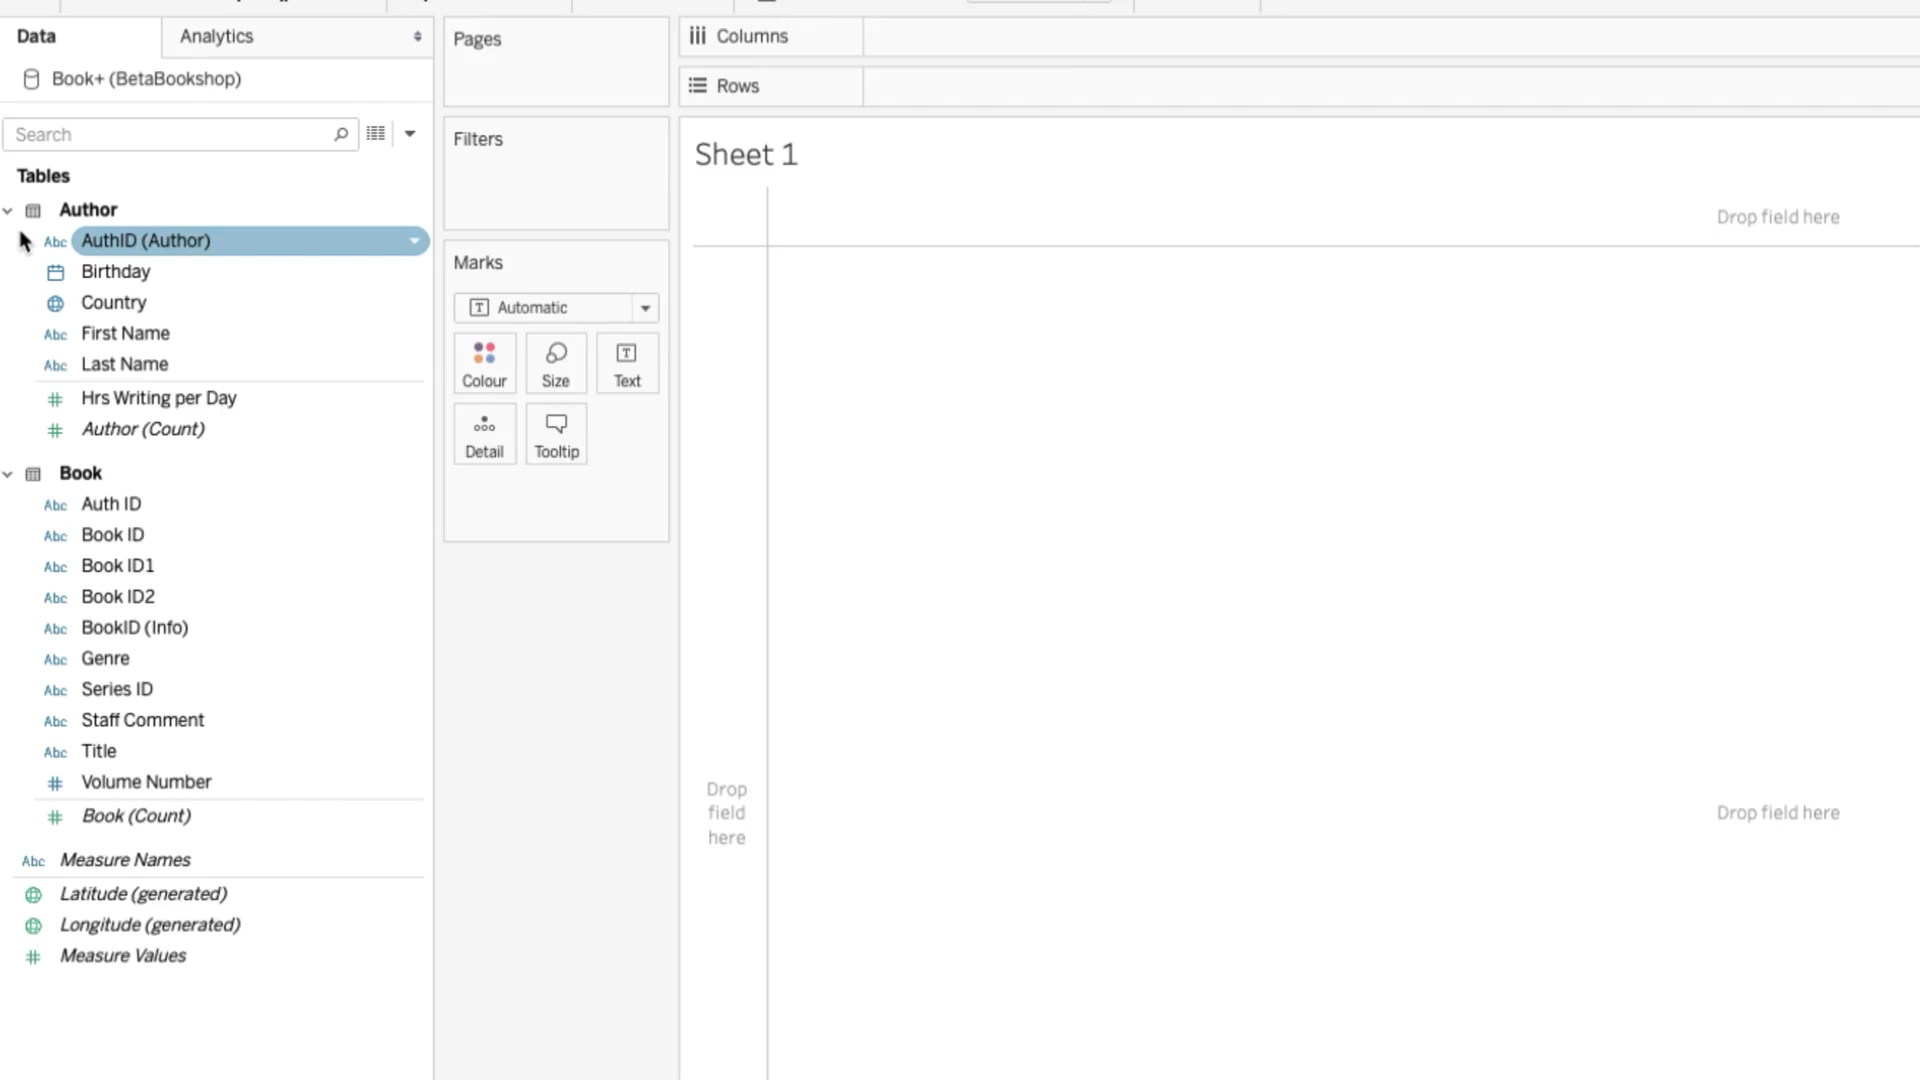 Data
Analytics
Book+ (BetaBookshop)
Search
Tables
Author
Abc AuthID (Author)
Birthday
Country
Abc First Name
Abc Last Name
Hrs Writing per Day
Author (Count)
Book
Abc Auth ID
Abc Book ID
Abc Book ID1
Abc Book ID2
Abc BookID (Info)
Abc Genre
Abc Series ID
Abc Staff Comment
Abc Title
# Volume Number
# Book (Count)
Abc Measure Names
Latitude (generated)
Longitude (generated)
# Measure Values
Pages
Filters
Marks
T Automatic
Colour
Size
T
Text
Detail
Tooltip
Columns
Rows
Sheet 1
Drop field here
Drop
field
here
Drop field here